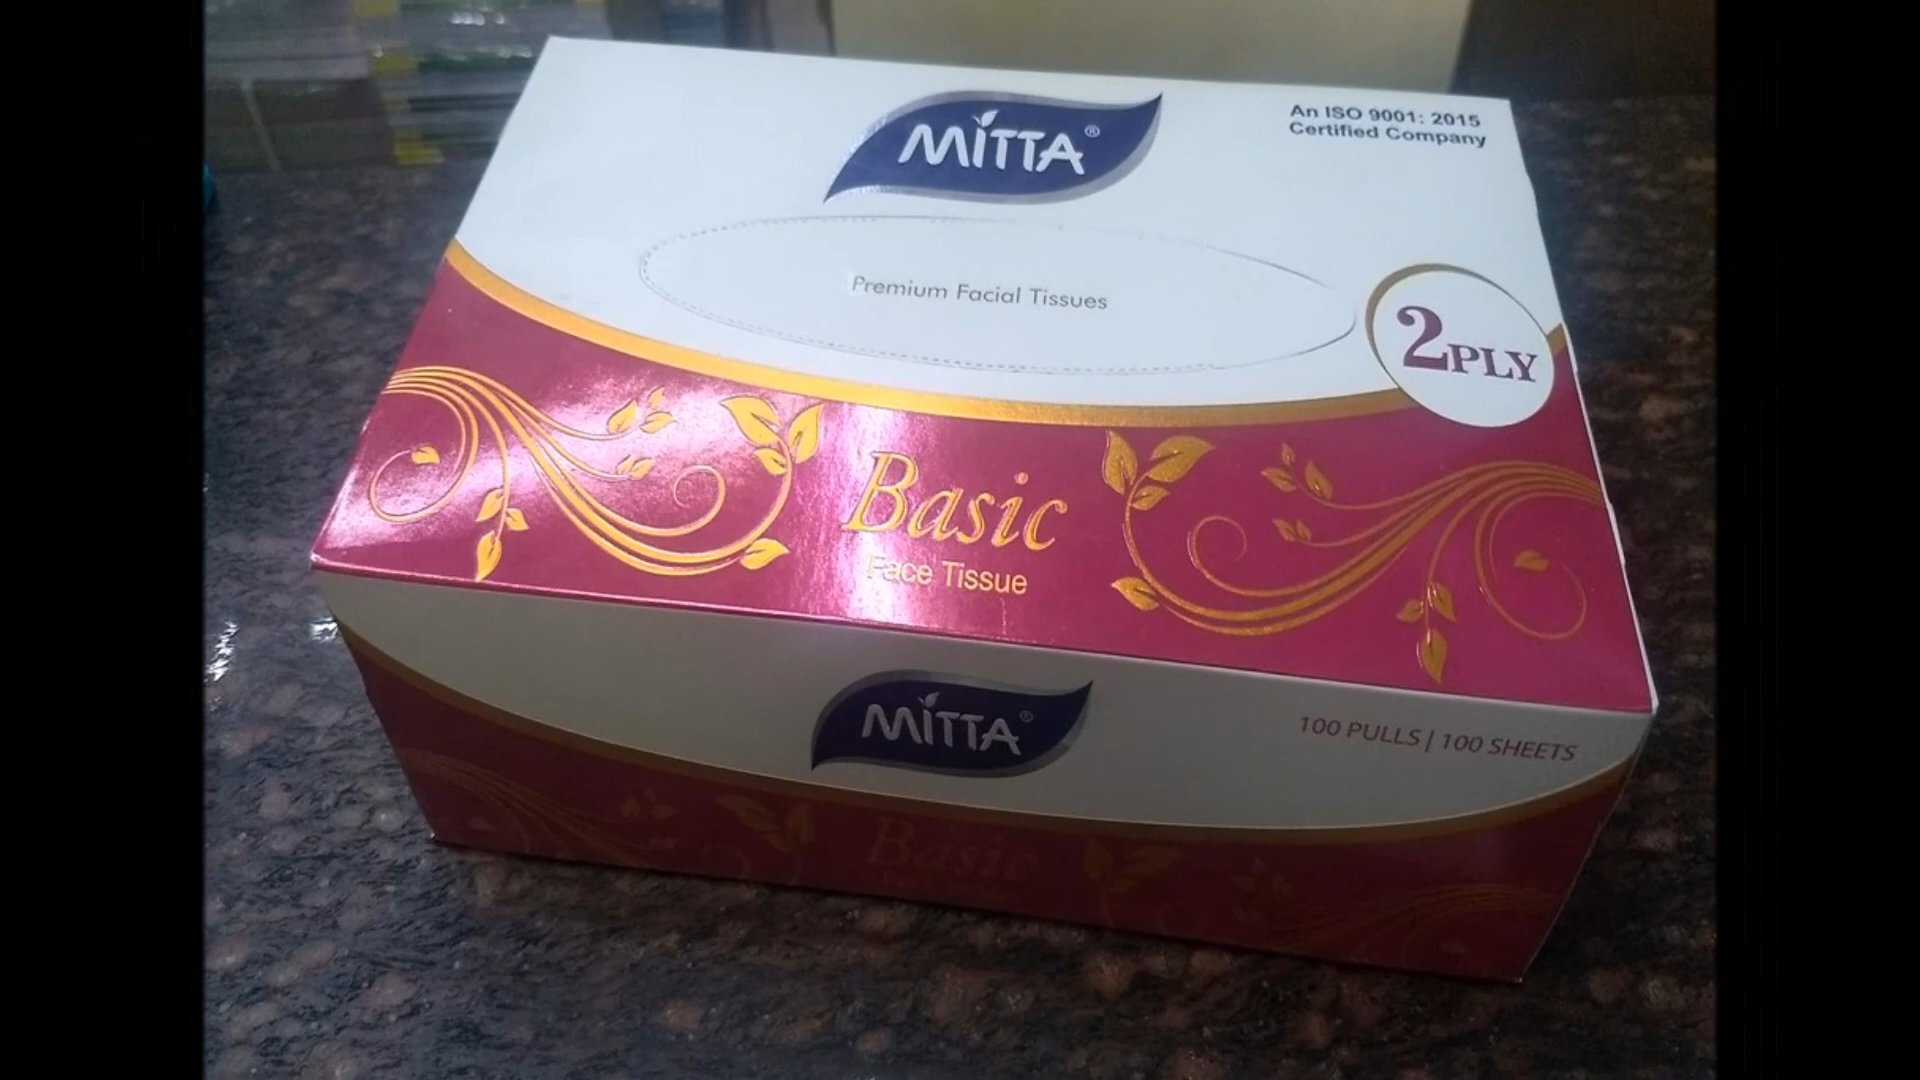 MiTTA®
An ISO 9001: 2015
Certified Company
Premium Facial Tissues
2PLY
Basic
Face Tissue
MiTTA®
100 PULLS | 100 SHEETS
Basic